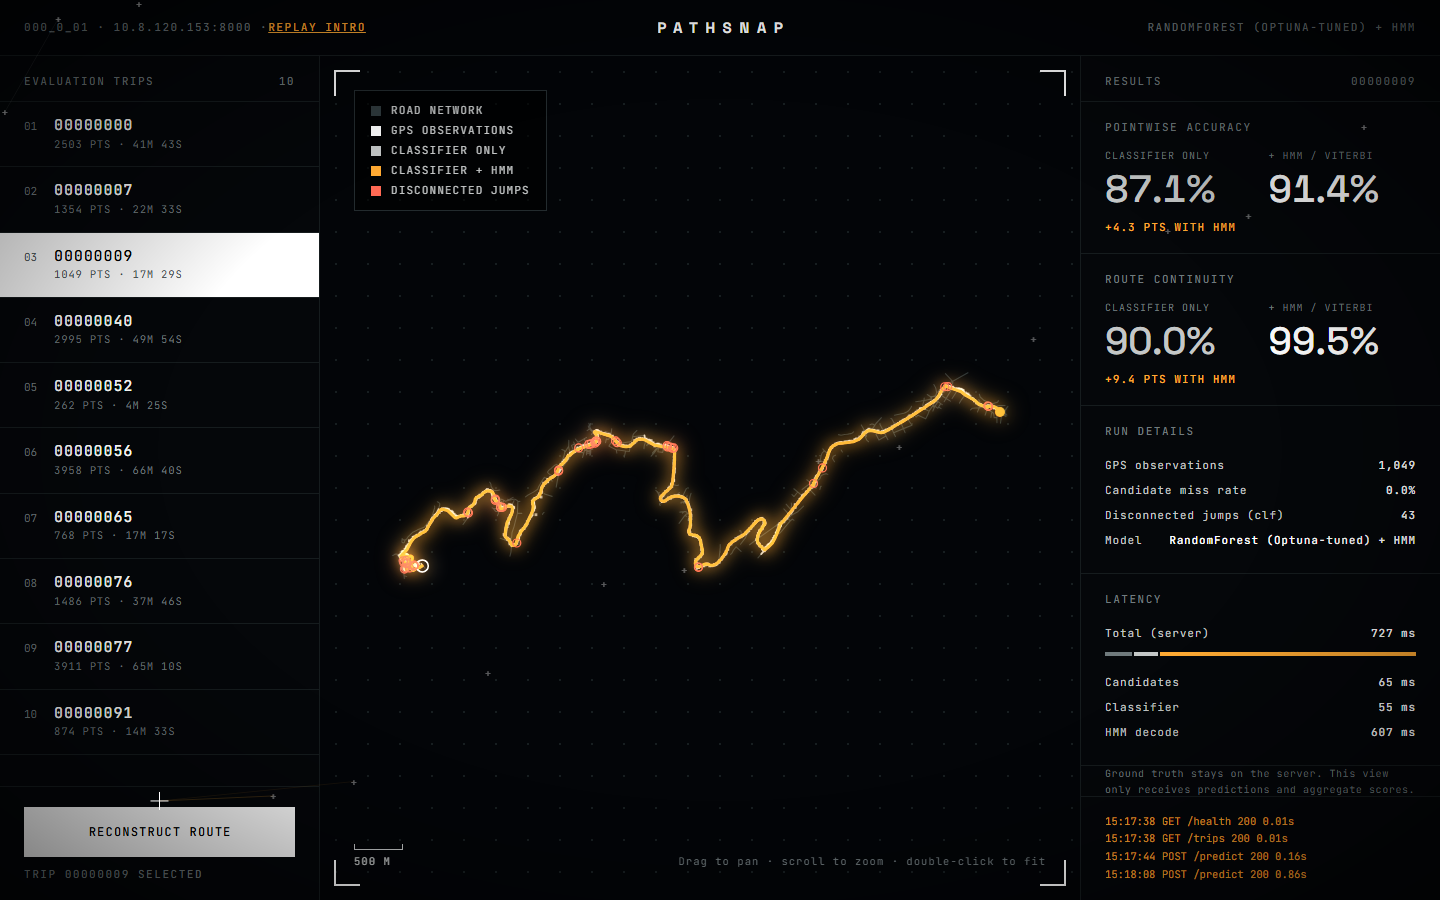 000_0_01 · 10.8.120.153:8000 · REPLAY INTRO
PATHSNAP
RANDOMFOREST (OPTUNA-TUNED) + HMM
EVALUATION TRIPS 10
01 00000000
2503 PTS · 41M 43S
02 00000007
1354 PTS · 22M 33S
03 00000009
1049 PTS · 17M 29S
04 00000040
2995 PTS · 49M 54S
05 00000052
262 PTS · 4M 25S
06 00000056
3958 PTS · 66M 40S
07 00000065
768 PTS · 17M 17S
08 00000076
1486 PTS · 37M 46S
09 00000077
3911 PTS · 65M 10S
10 00000091
874 PTS · 14M 33S
RECONSTRUCT ROUTE
TRIP 00000009 SELECTED
ROAD NETWORK
GPS OBSERVATIONS
CLASSIFIER ONLY
CLASSIFIER + HMM
DISCONNECTED JUMPS
500 M
Drag to pan · scroll to zoom · double-click to fit
RESULTS 00000009
POINTWISE ACCURACY
CLASSIFIER ONLY + HMM / VITERBI
87.1% 91.4%
+4.3 PTS WITH HMM
ROUTE CONTINUITY
CLASSIFIER ONLY + HMM / VITERBI
90.0% 99.5%
+9.4 PTS WITH HMM
RUN DETAILS
GPS observations 1,049
Candidate miss rate 0.0%
Disconnected jumps (clf) 43
Model RandomForest (Optuna-tuned) + HMM
LATENCY
Total (server) 727 ms
Candidates 65 ms
Classifier 55 ms
HMM decode 607 ms
Ground truth stays on the server. This view
only receives predictions and aggregate scores.
15:17:38 GET /health 200 0.01s
15:17:38 GET /trips 200 0.01s
15:17:44 POST /predict 200 0.16s
15:18:08 POST /predict 200 0.86s